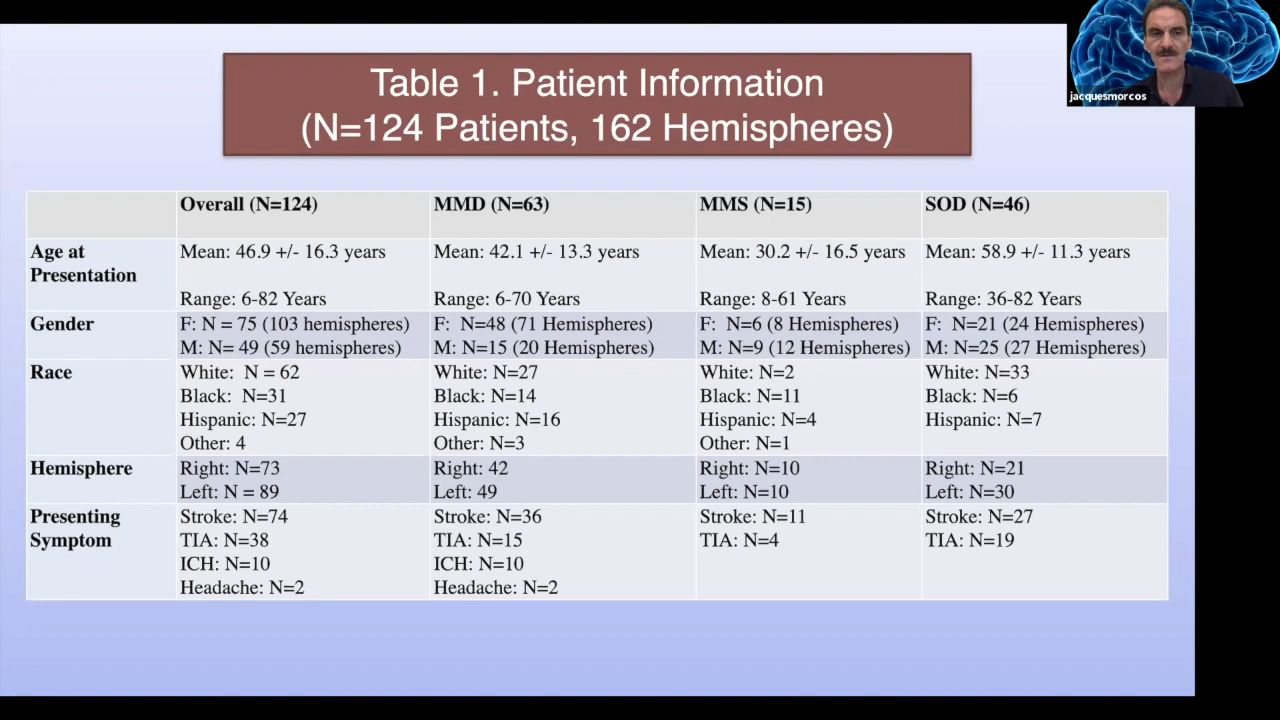 jacquesmorcos
Table 1. Patient Information
(N=124 Patients, 162 Hemispheres)
Overall (N=124) MMD (N=63) MMS (N=15) SOD (N=46)
Age at Mean: 46.9 +/- 16.3 years Mean: 42.1 +/- 13.3 years Mean: 30.2 +/- 16.5 years Mean: 58.9 +/- 11.3 years
Presentation
Range: 6-82 Years Range: 6-70 Years Range: 8-61 Years Range: 36-82 Years
Gender F: N = 75 (103 hemispheres) F: N=48 (71 Hemispheres) F: N=6 (8 Hemispheres) F: N=21 (24 Hemispheres)
M: N= 49 (59 hemispheres) M: N=15 (20 Hemispheres) M: N=9 (12 Hemispheres) M: N=25 (27 Hemispheres)
Race White: N = 62 White: N=27 White: N=2 White: N=33
Black: N=31 Black: N=14 Black: N=11 Black: N=6
Hispanic: N=27 Hispanic: N=16 Hispanic: N=4 Hispanic: N=7
Other: 4 Other: N=3 Other: N=1
Hemisphere Right: N=73 Right: 42 Right: N=10 Right: N=21
Left: N = 89 Left: 49 Left: N=10 Left: N=30
Presenting Stroke: N=74 Stroke: N=36 Stroke: N=11 Stroke: N=27
Symptom TIA: N=38 TIA: N=15 TIA: N=4 TIA: N=19
ICH: N=10 ICH: N=10
Headache: N=2 Headache: N=2